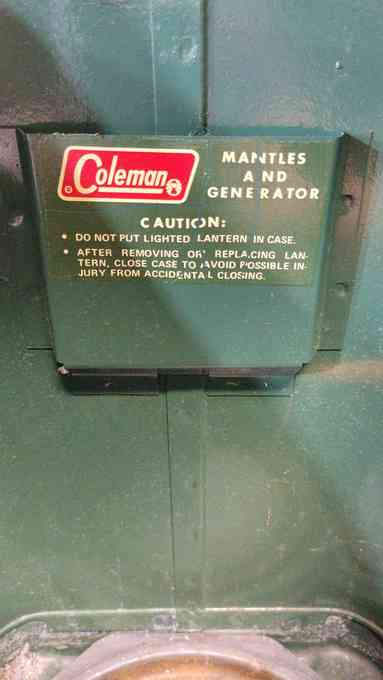 Coleman
MANTLES
AND
GENERATOR
CAUTION:
• DO NOT PUT LIGHTED LANTERN IN CASE.
• AFTER REMOVING OR REPLACING LAN-
TERN, CLOSE CASE TO AVOID POSSIBLE IN-
JURY FROM ACCIDENTAL CLOSING.